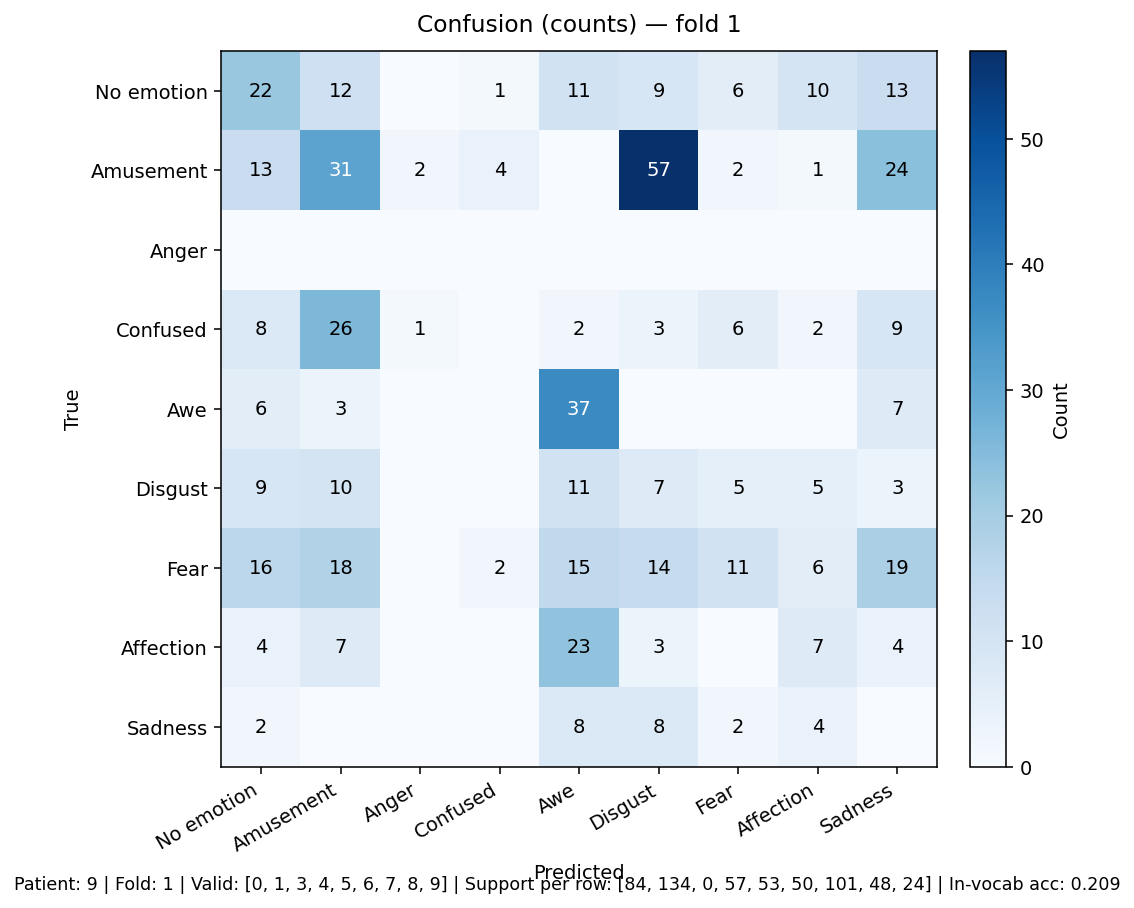 Confusion (counts) — fold 1
No emotion 22 12 1 11 9 6 10 13
Amusement 13 31 2 4 57 2 1 24
Anger
Confused 8 26 1 2 3 6 2 9
Awe 6 3 37 7
Disgust 9 10 11 7 5 5 3
Fear 16 18 2 15 14 11 6 19
Affection 4 7 23 3 7 4
Sadness 2 8 8 2 4
True
No emotion Amusement Anger Confused Awe Disgust Fear Affection Sadness
Predicted
50
40
30
20
10
0
Count
Patient: 9 | Fold: 1 | Valid: [0, 1, 3, 4, 5, 6, 7, 8, 9] | Support per row: [84, 134, 0, 57, 53, 50, 101, 48, 24] | In-vocab acc: 0.209